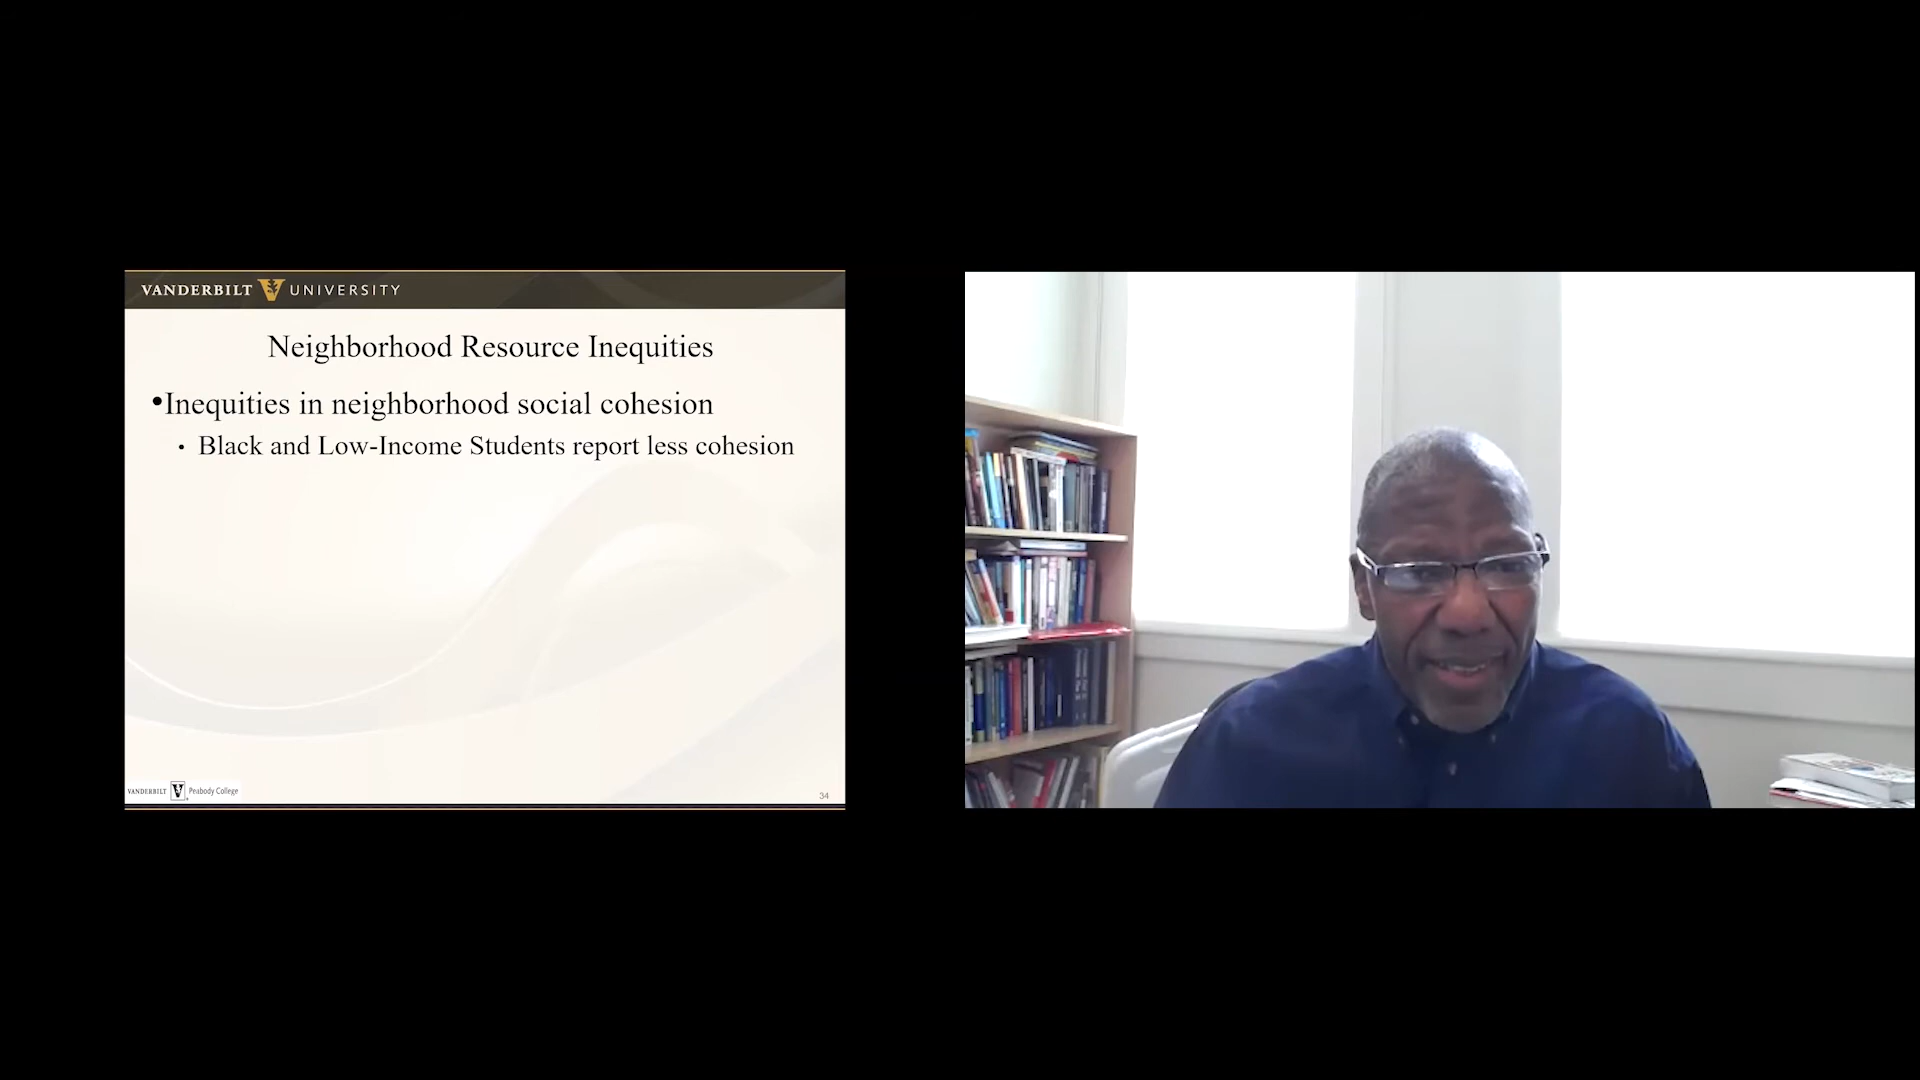 VANDERBILT V UNIVERSITY
Neighborhood Resource Inequities
•Inequities in neighborhood social cohesion
• Black and Low-Income Students report less cohesion
VANDERBILT V Peabody College
34